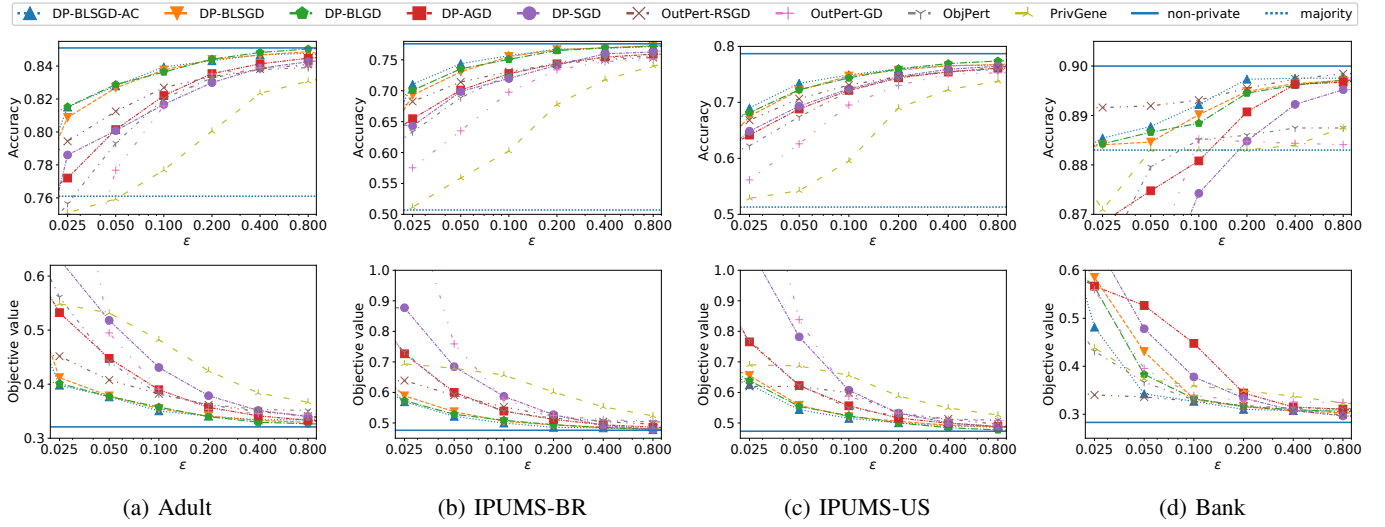 DP-BLSGD-AC DP-BLSGD DP-BLGD DP-AGD DP-SGD OutPert-RSGD OutPert-GD ObjPert PrivGene non-private majority
Accuracy
0.84
0.82
0.80
0.78
0.76
0.025 0.050 0.100 0.200 0.400 0.800
ε
Accuracy
0.75
0.70
0.65
0.60
0.55
0.50
0.025 0.050 0.100 0.200 0.400 0.800
ε
Accuracy
0.8
0.7
0.6
0.5
0.025 0.050 0.100 0.200 0.400 0.800
ε
Accuracy
0.90
0.89
0.88
0.87
0.025 0.050 0.100 0.200 0.400 0.800
ε
Objective value
0.6
0.5
0.4
0.3
0.025 0.050 0.100 0.200 0.400 0.800
ε
Objective value
1.0
0.9
0.8
0.7
0.6
0.5
0.025 0.050 0.100 0.200 0.400 0.800
ε
Objective value
1.0
0.9
0.8
0.7
0.6
0.5
0.025 0.050 0.100 0.200 0.400 0.800
ε
Objective value
0.6
0.5
0.4
0.3
0.025 0.050 0.100 0.200 0.400 0.800
ε
(a) Adult
(b) IPUMS-BR
(c) IPUMS-US
(d) Bank